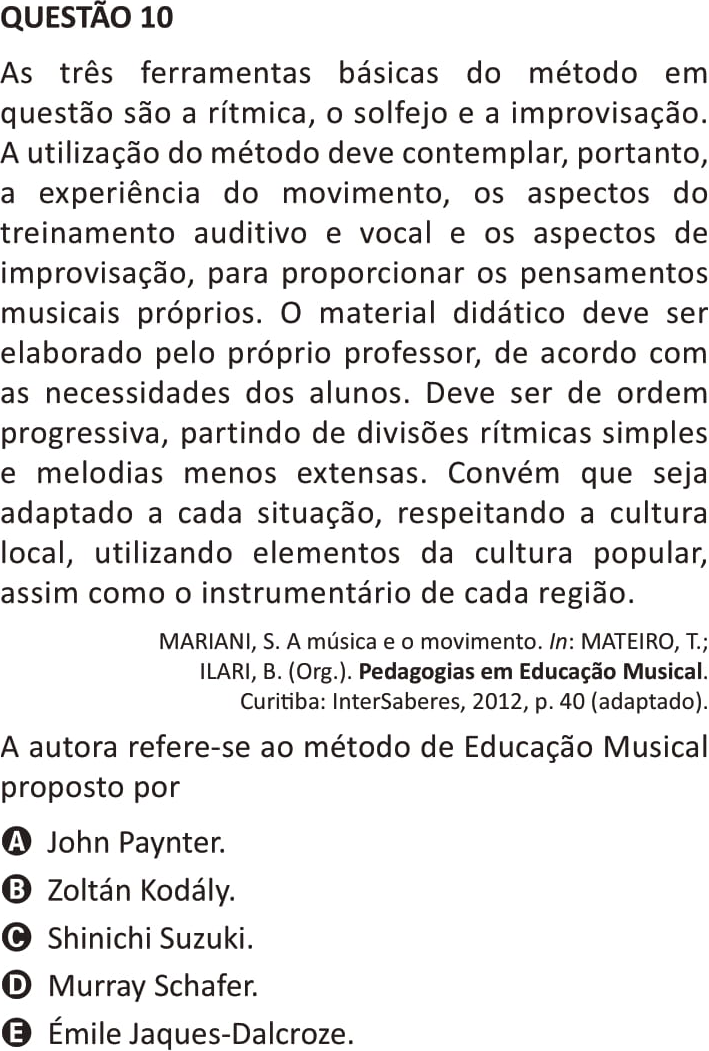 QUESTÃO 10
As três ferramentas básicas do método em
questão são a rítmica, o solfejo e a improvisação.
A utilização do método deve contemplar, portanto,
a experiência do movimento, os aspectos do
treinamento auditivo e vocal e os aspectos de
improvisação, para proporcionar os pensamentos
musicais próprios. O material didático deve ser
elaborado pelo próprio professor, de acordo com
as necessidades dos alunos. Deve ser de ordem
progressiva, partindo de divisões rítmicas simples
e melodias menos extensas. Convém que seja
adaptado a cada situação, respeitando a cultura
local, utilizando elementos da cultura popular,
assim como o instrumentário de cada região.
MARIANI, S. A música e o movimento. In: MATEIRO, T.;
ILARI, B. (Org.). Pedagogias em Educação Musical.
Curitiba: InterSaberes, 2012, p. 40 (adaptado).
A autora refere-se ao método de Educação Musical
proposto por
A John Paynter.
B Zoltán Kodály.
C Shinichi Suzuki.
D Murray Schafer.
E Émile Jaques-Dalcroze.